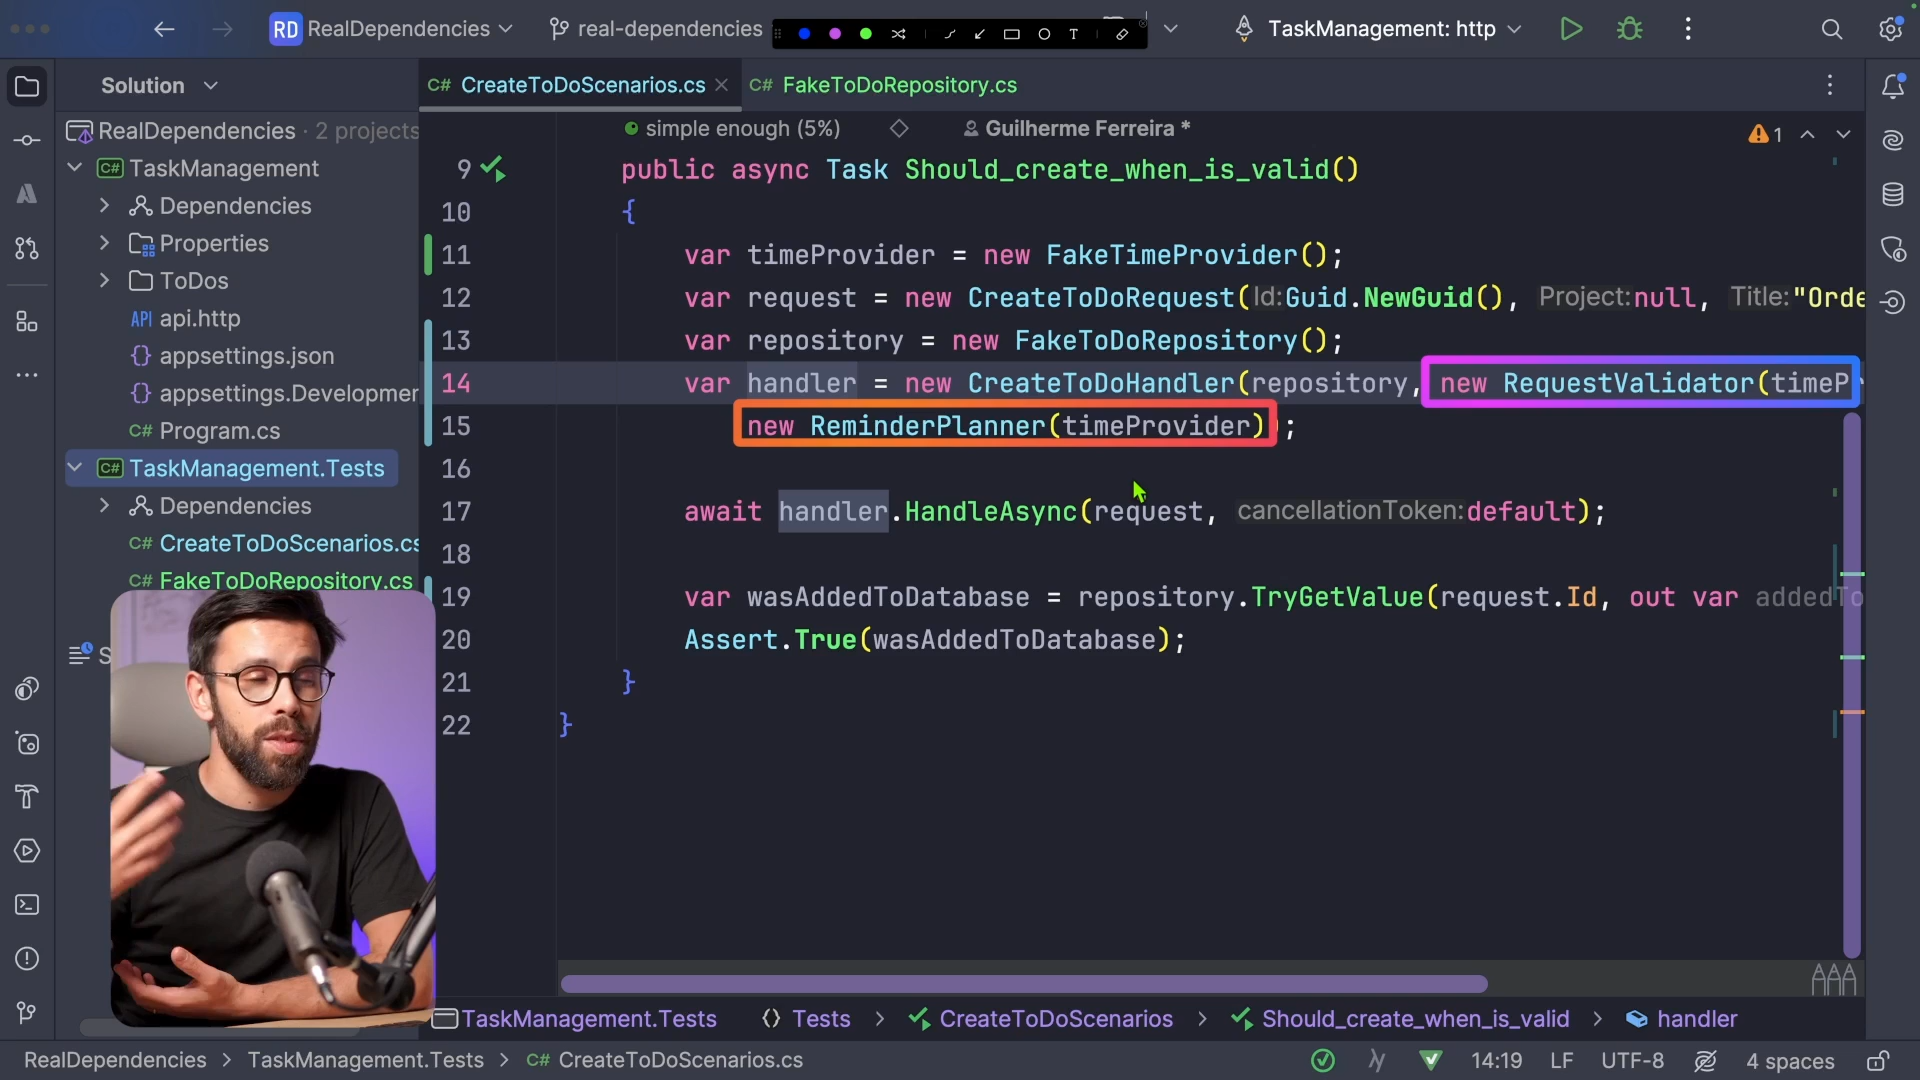 RD RealDependencies
real-dependencies
T
TaskManagement: http
Solution
C# CreateToDoScenarios.cs
C# FakeToDoRepository.cs
RealDependencies · 2 projects
C# TaskManagement
Dependencies
Properties
ToDos
API api.http
{} appsettings.json
{} appsettings.Developmen
C# Program.cs
C# TaskManagement.Tests
Dependencies
C# CreateToDoScenarios.cs
C# FakeToDoRepository.cs
S
simple enough (5%)
Guilherme Ferreira *
1
9 public async Task Should_create_when_is_valid()
10 {
11 var timeProvider = new FakeTimeProvider();
12 var request = new CreateToDoRequest(Id:Guid.NewGuid(), Project:null, Title:"Orde
13 var repository = new FakeToDoRepository();
14 var handler = new CreateToDoHandler(repository, new RequestValidator(timePr
15 new ReminderPlanner(timeProvider));
16
17 await handler.HandleAsync(request, cancellationToken:default);
18
19 var wasAddedToDatabase = repository.TryGetValue(request.Id, out var addedTo
20 Assert.True(wasAddedToDatabase);
21 }
22 }
TaskManagement.Tests {} Tests > CreateToDoScenarios > Should_create_when_is_valid > handler
RealDependencies > TaskManagement.Tests > C# CreateToDoScenarios.cs
14:19 LF UTF-8 4 spaces